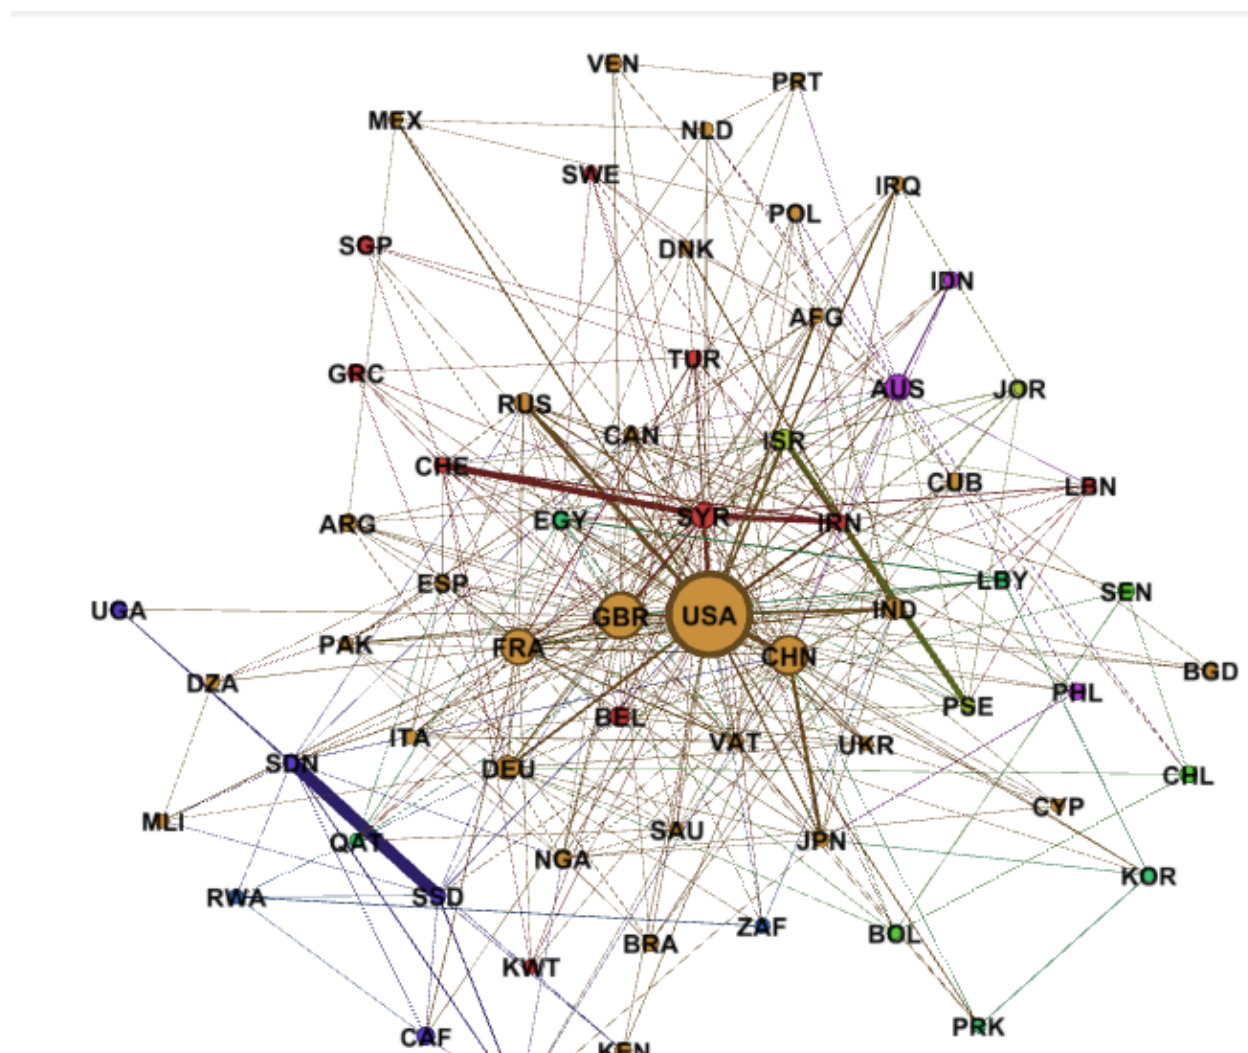 VEN
PRT
MEX
NLD
SWE
IRQ
POL
SGP
DNK
IDN
AFG
TUR
GRC
AUS
JOR
RUS
CAN
ISR
CHE
CUB
LBN
ARG
EGY
SYR
IRN
ESP
LBY
SEN
UGA
GBR
USA
IND
PAK
FRA
CHN
BGD
DZA
PHL
PSE
BEL
ITA
VAT
UKR
SDN
DEU
CHL
CYP
MLI
SAU
QAT
JPN
NGA
KOR
RWA
SSD
ZAF
BOL
BRA
KWT
PRK
CAF
KEN